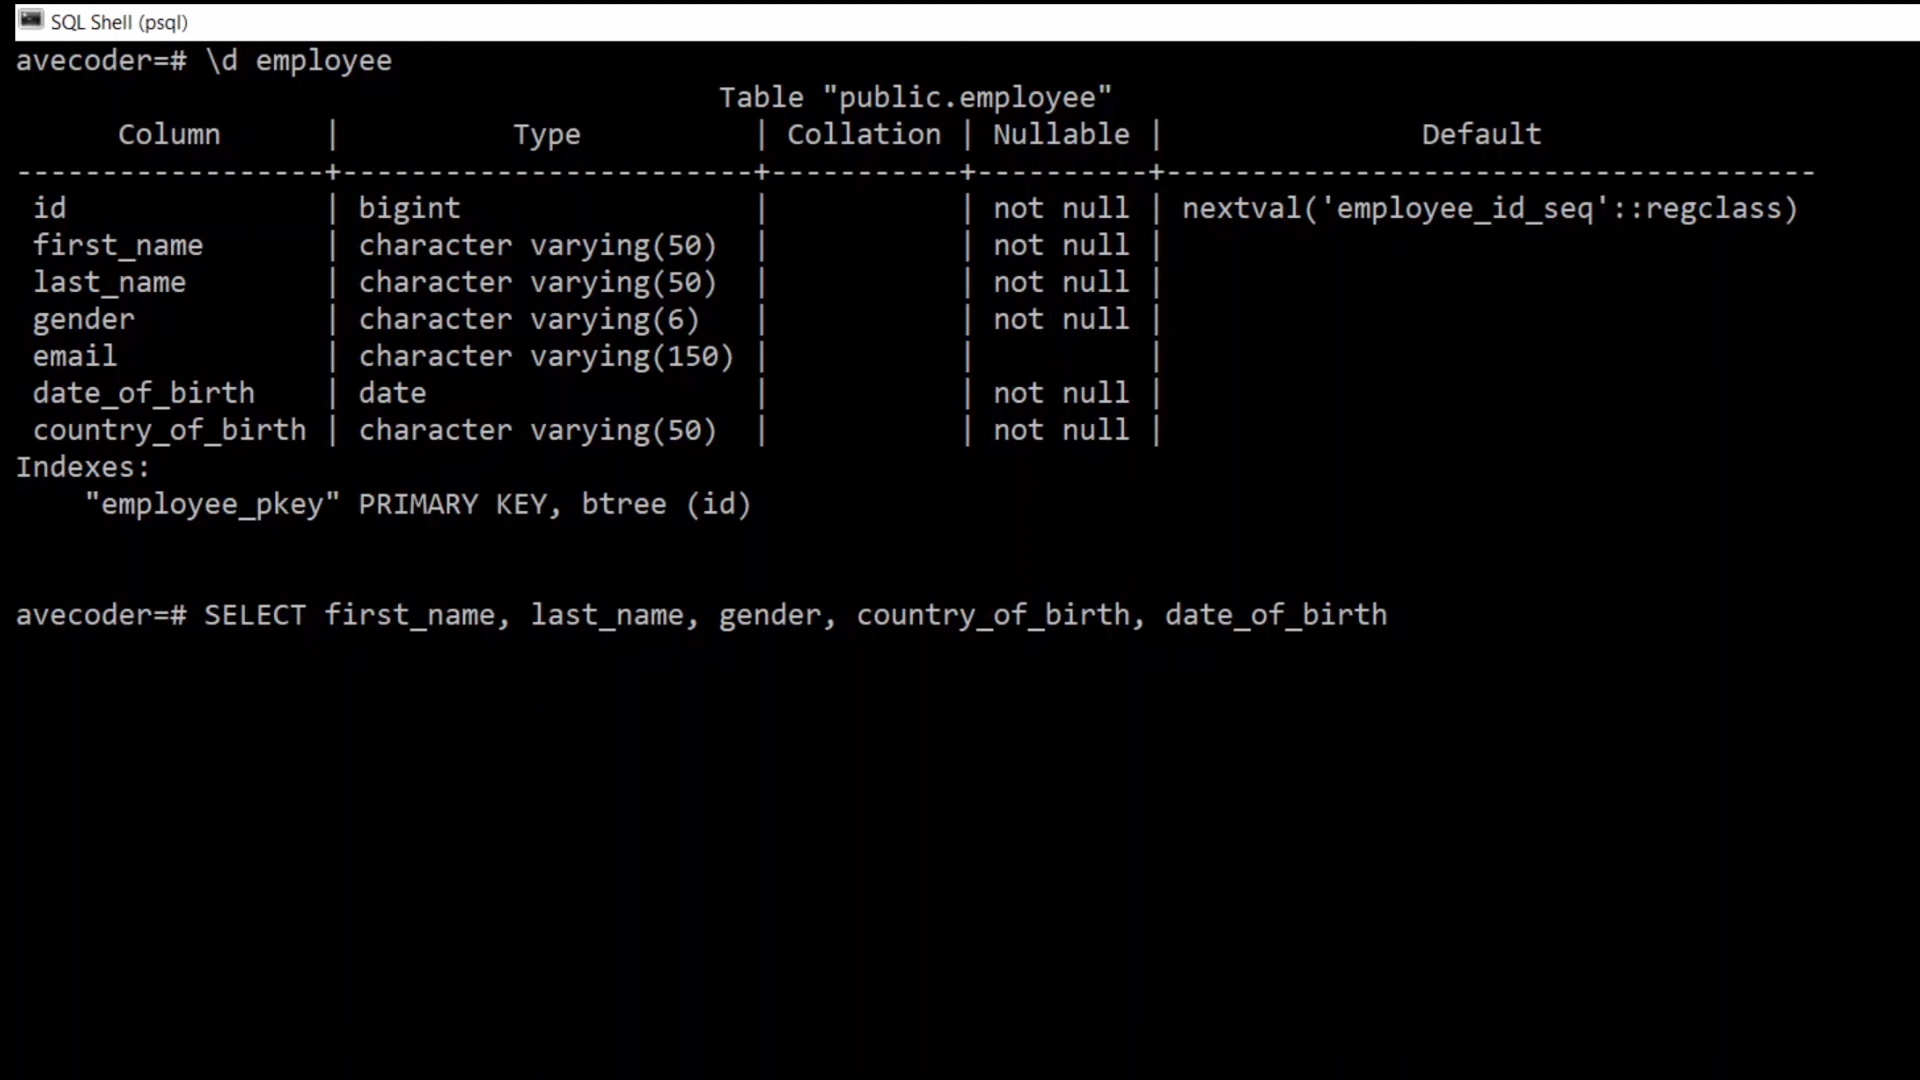 SQL Shell (psql)
avecoder=# \d employee
Table "public.employee"
Column | Type | Collation | Nullable | Default
------------------+------------------------+-----------+----------+--------------------------------------
id | bigint | | not null | nextval('employee_id_seq'::regclass)
first_name | character varying(50) | | not null |
last_name | character varying(50) | | not null |
gender | character varying(6) | | not null |
email | character varying(150) | | |
date_of_birth | date | | not null |
country_of_birth | character varying(50) | | not null |
Indexes:
"employee_pkey" PRIMARY KEY, btree (id)
avecoder=# SELECT first_name, last_name, gender, country_of_birth, date_of_birth